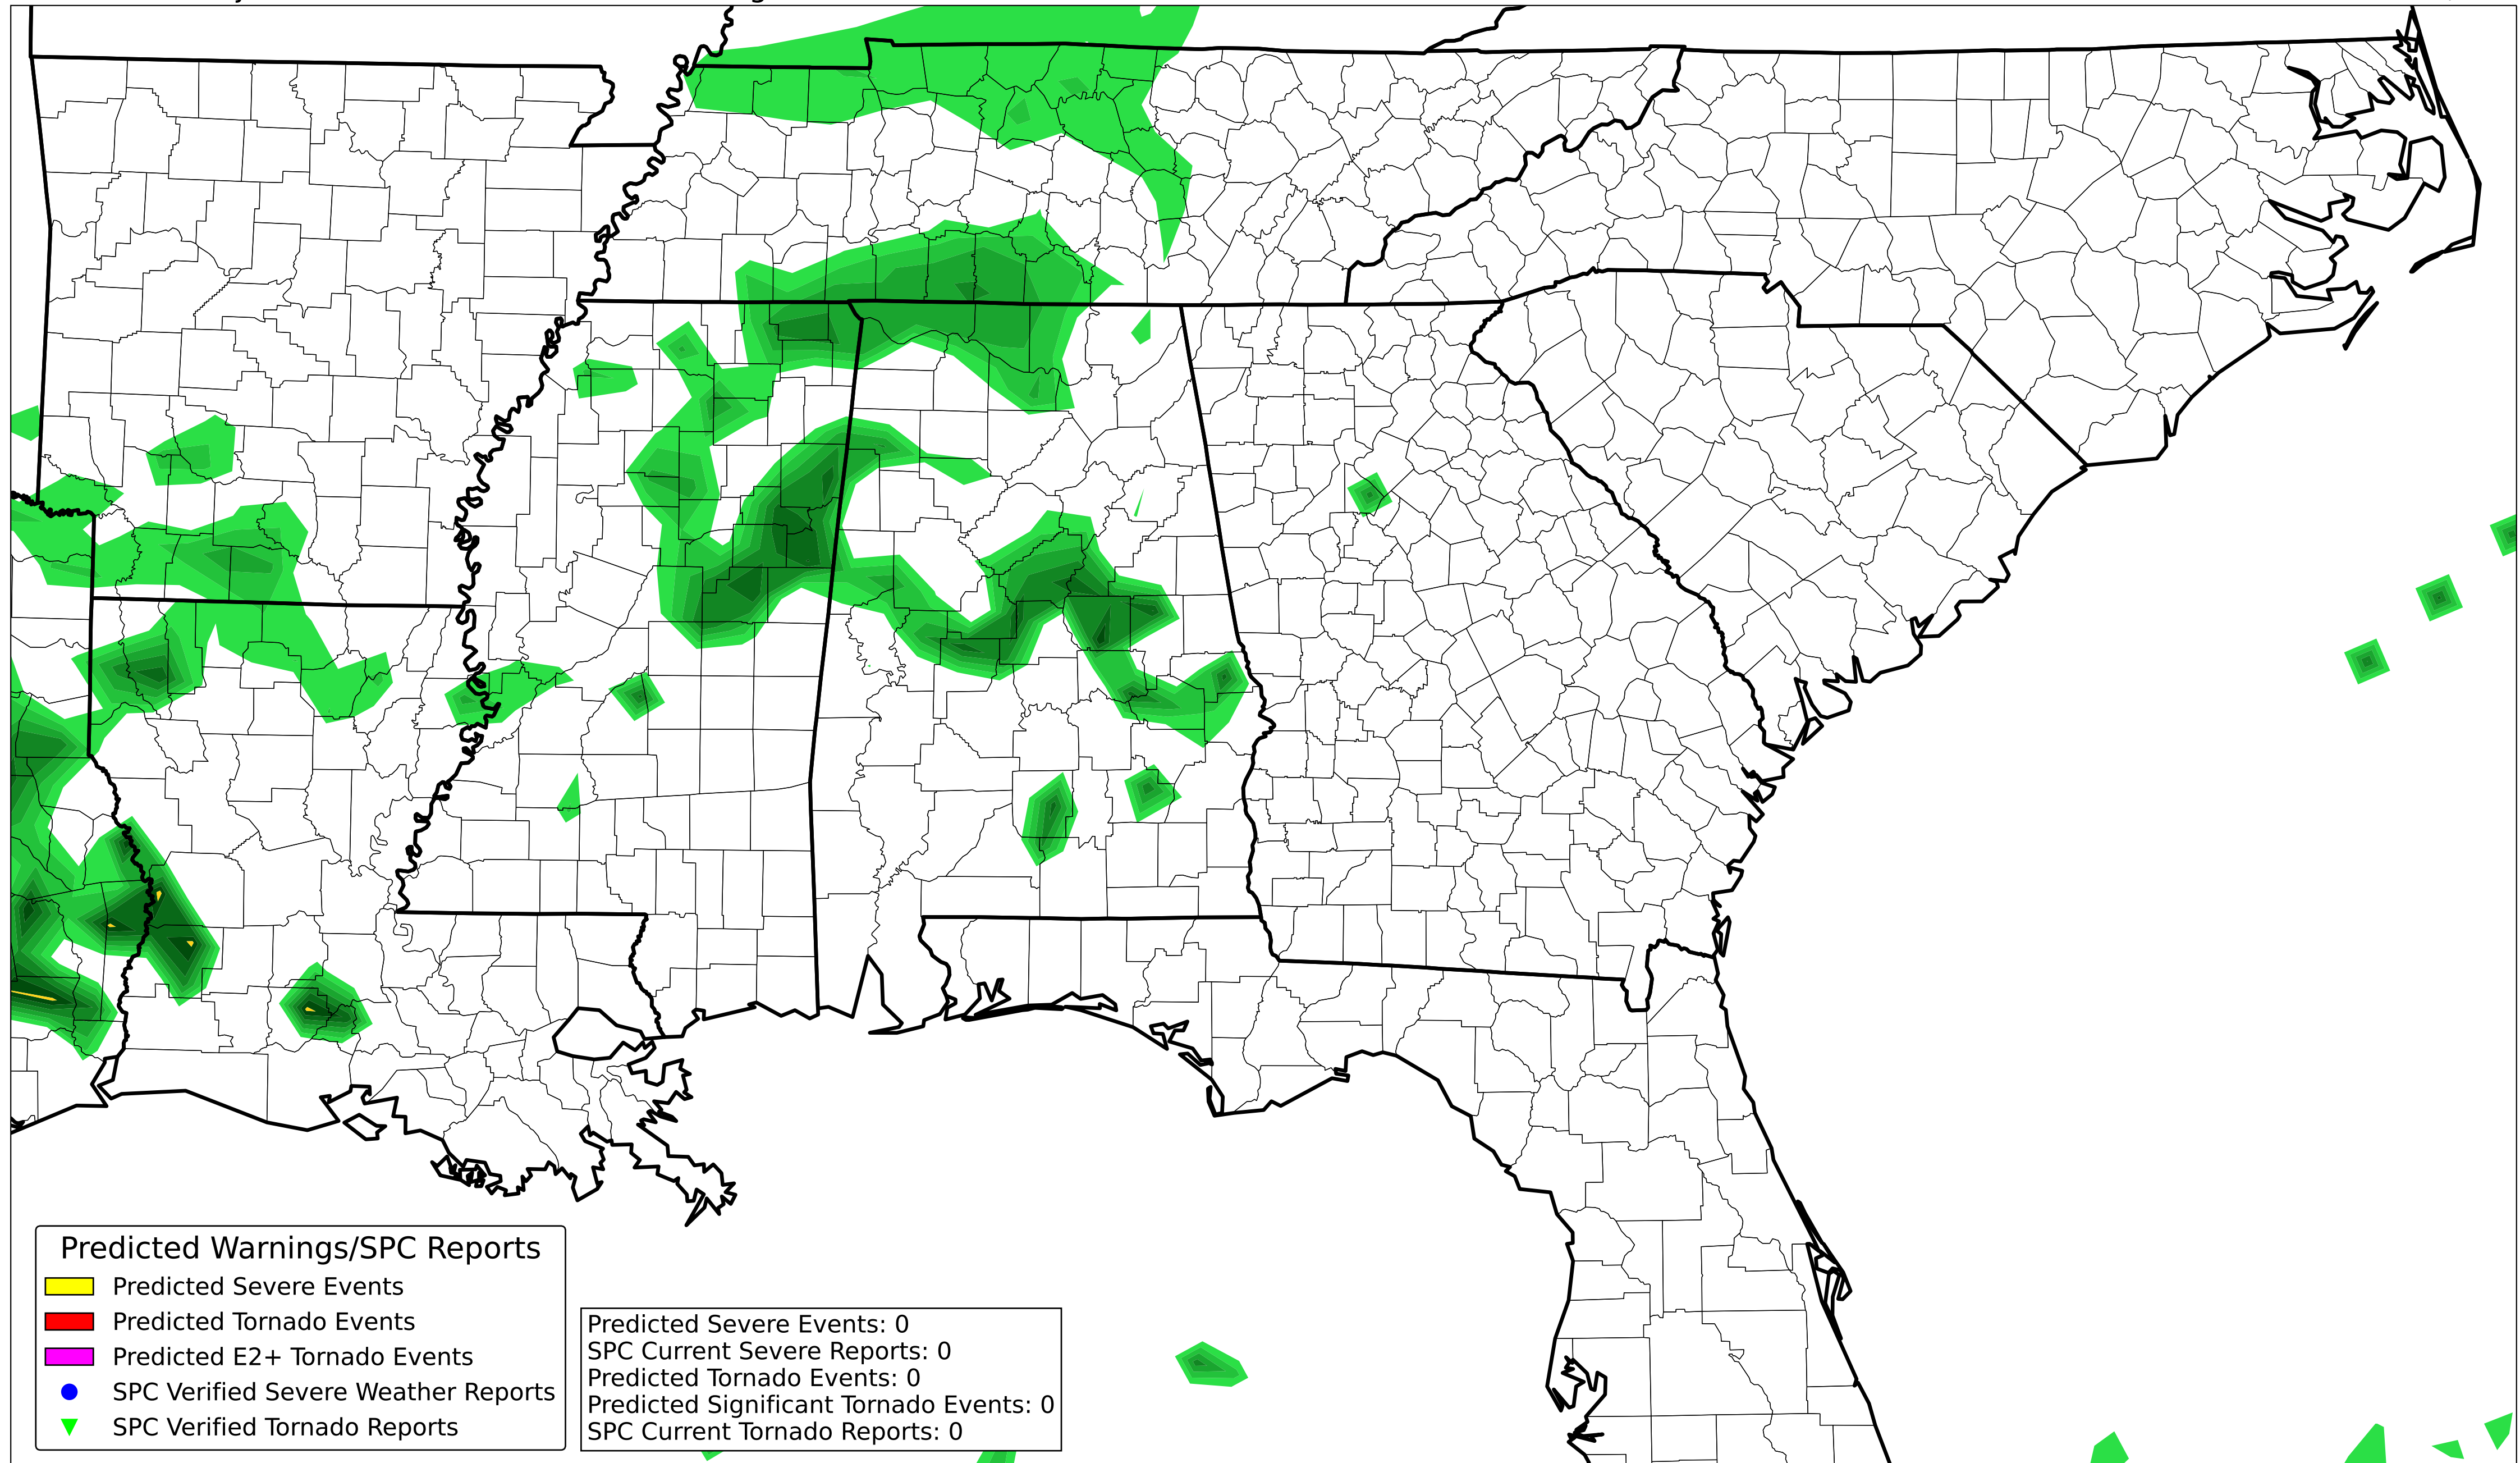 Predicted Warnings/SPC Reports
Predicted Severe Events
Predicted Tornado Events
Predicted E2+ Tornado Events
SPC Verified Severe Weather Reports
SPC Verified Tornado Reports
Predicted Severe Events: 0
SPC Current Severe Reports: 0
Predicted Tornado Events: 0
Predicted Significant Tornado Events: 0
SPC Current Tornado Reports: 0